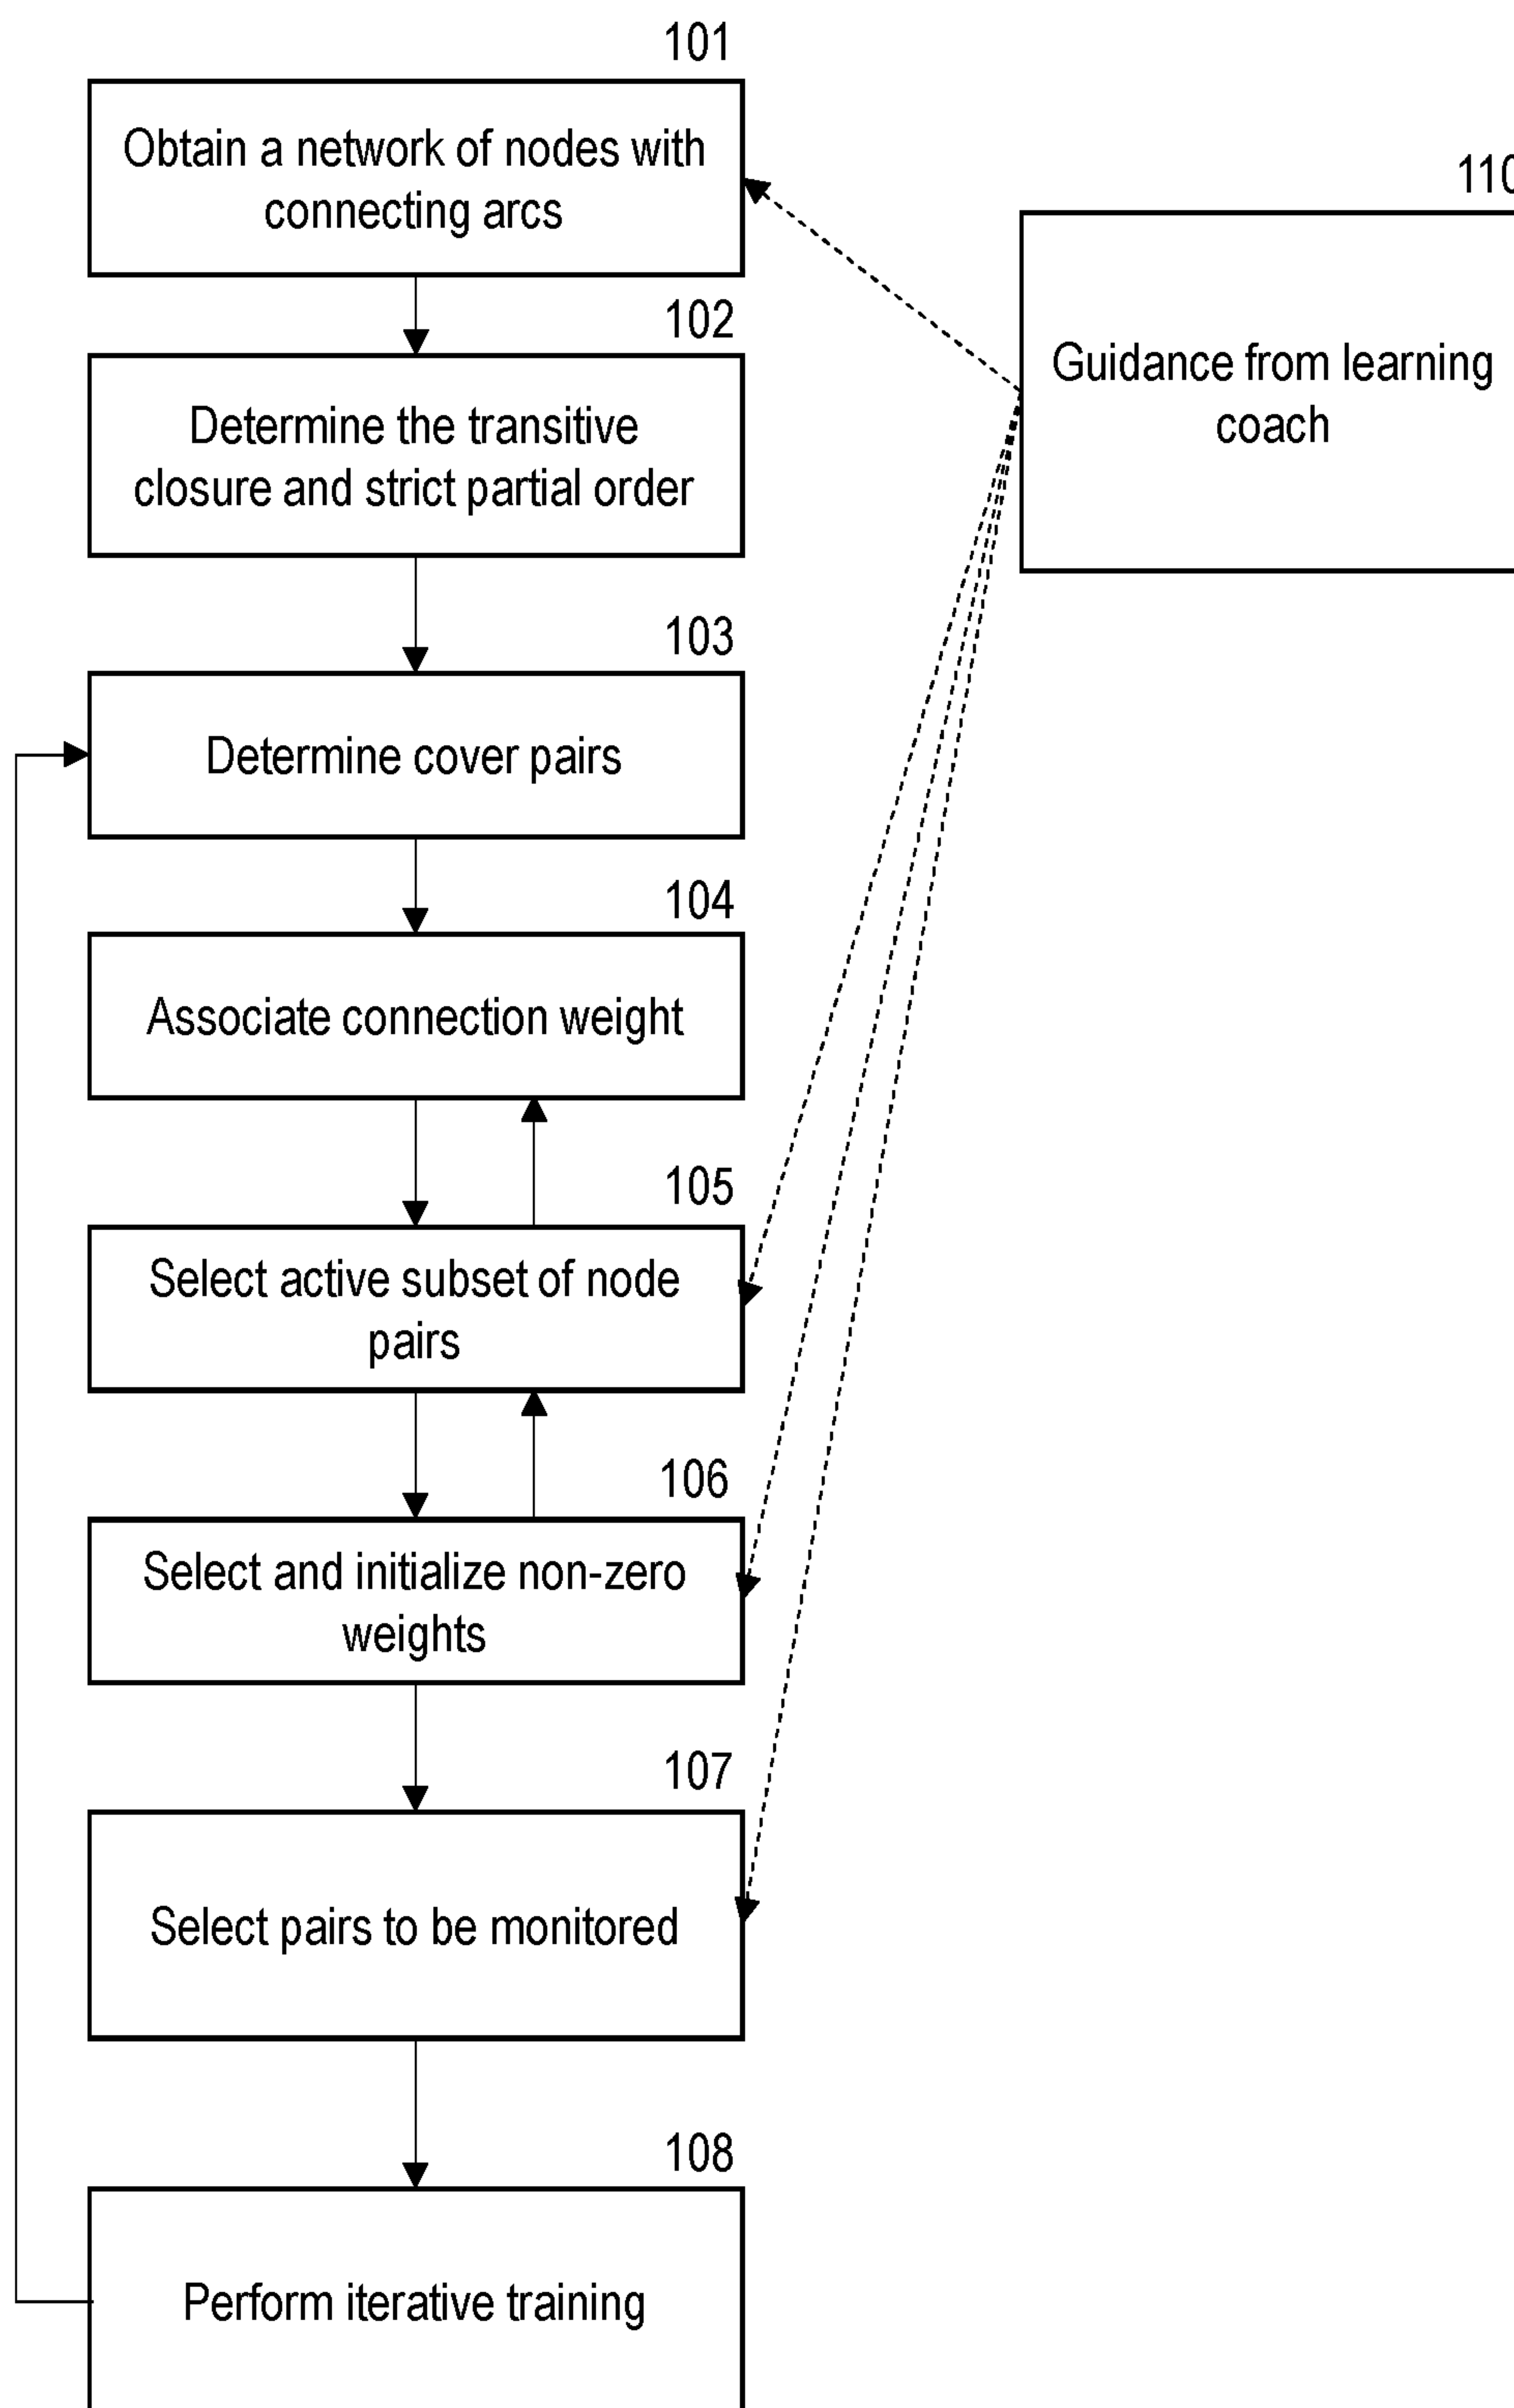 101
Obtain a network of nodes with
connecting arcs
110
102
Guidance from learning
coach
Determine the transitive
closure and strict partial order
103
Determine cover pairs
104
Associate connection weight
105
Select active subset of node
pairs
106
Select and initialize non-zero
weights
107
Select pairs to be monitored
108
Perform iterative training